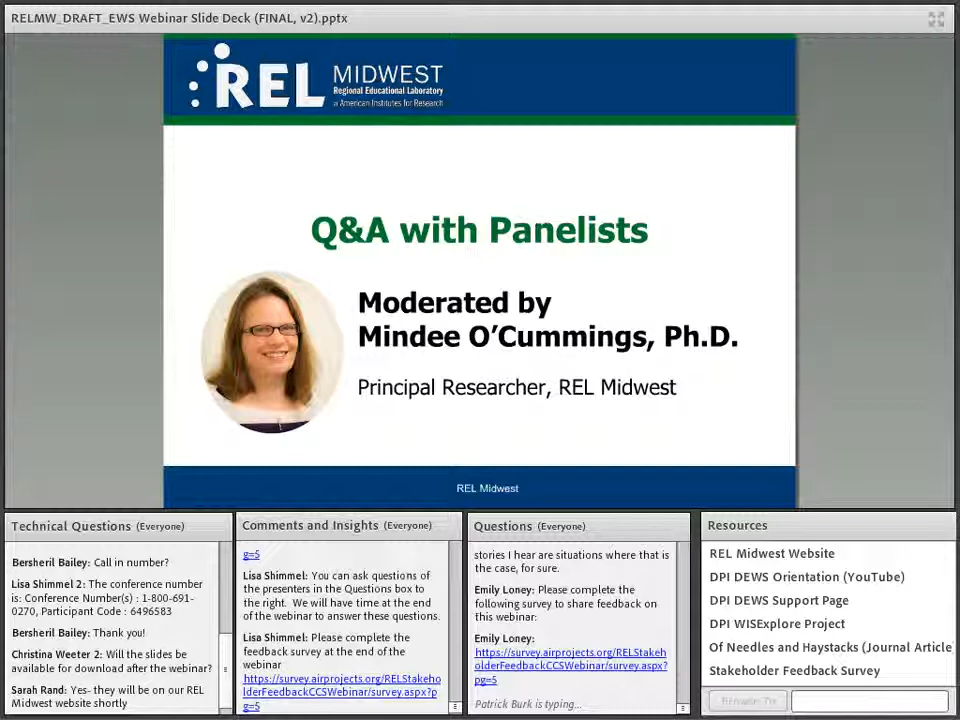 RELMW_DRAFT_EWS Webinar Slide Deck (FINAL, v2).pptx
REL MIDWEST
Regional Educational Laboratory
at American Institutes for Research
Q&A with Panelists
Moderated by
Mindee O’Cummings, Ph.D.
Principal Researcher, REL Midwest
REL Midwest
Technical Questions (Everyone)
Bersheril Bailey: Call in number?
Lisa Shimmel 2: The conference number
is: Conference Number(s) : 1-800-691-
0270, Participant Code : 6496583
Bersheril Bailey: Thank you!
Christina Weeter 2: Will the slides be
available for download after the webinar?
Sarah Rand: Yes- they will be on our REL
Midwest website shortly
Comments and Insights (Everyone)
g=5
Lisa Shimmel: You can ask questions of
the presenters in the Questions box to
the right. We will have time at the end
of the webinar to answer these questions.
Lisa Shimmel: Please complete the
feedback survey at the end of the
webinar
https://survey.airprojects.org/RELStakeho
lderFeedbackCCSWebinar/survey.aspx?p
g=5
Questions (Everyone)
stories I hear are situations where that is
the case, for sure.
Emily Loney: Please complete the
following survey to share feedback on
this webinar:
Emily Loney:
https://survey.airprojects.org/RELStakeh
olderFeedbackCCSWebinar/survey.aspx?
pg=5
Patrick Burk is typing...
Resources
REL Midwest Website
DPI DEWS Orientation (YouTube)
DPI DEWS Support Page
DPI WISExplore Project
Of Needles and Haystacks (Journal Article
Stakeholder Feedback Survey
Browse To